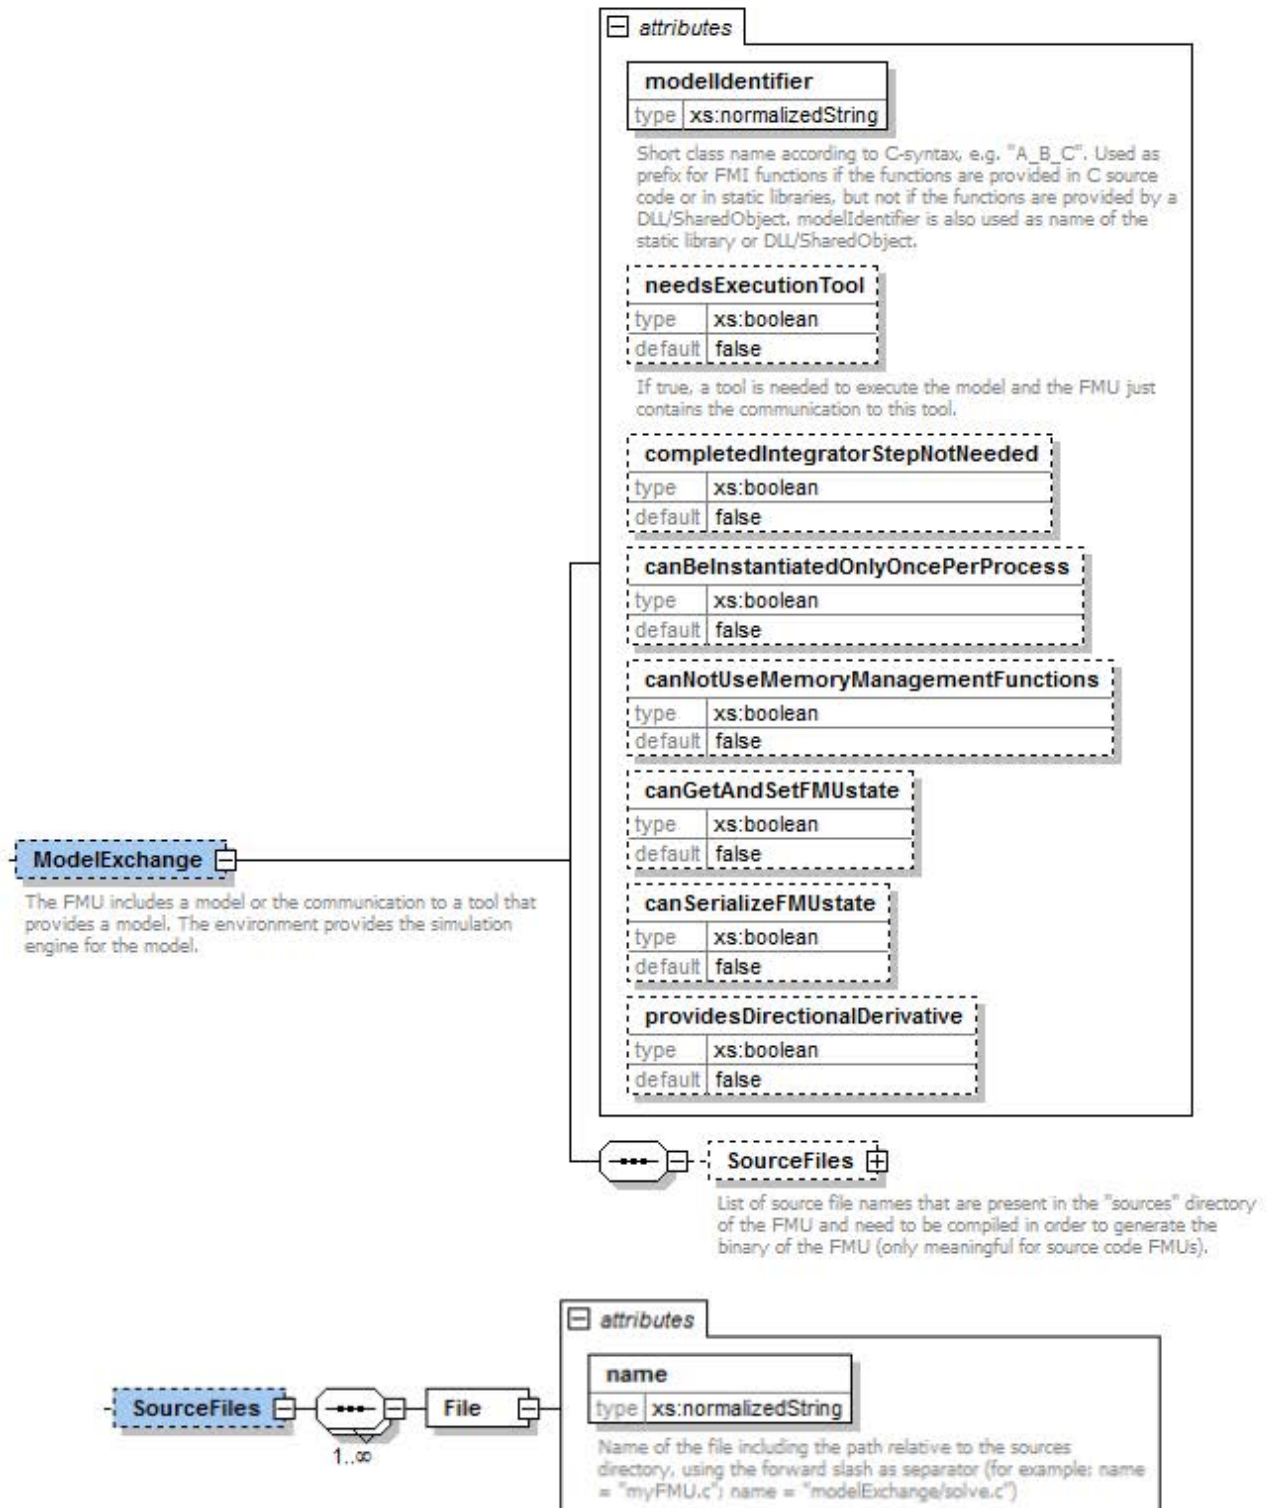 attributes
modelIdentifier
type xs:normalizedString
Short class name according to C-syntax, e.g. "A_B_C". Used as
prefix for FMI functions if the functions are provided in C source
code or in static libraries, but not if the functions are provided by a
DLL/SharedObject. modelIdentifier is also used as name of the
static library or DLL/SharedObject.
needsExecutionTool
type xs:boolean
default false
If true, a tool is needed to execute the model and the FMU just
contains the communication to this tool.
completedIntegratorStepNotNeeded
type xs:boolean
default false
canBeInstantiatedOnlyOncePerProcess
type xs:boolean
default false
canNotUseMemoryManagementFunctions
type xs:boolean
default false
canGetAndSetFMUstate
type xs:boolean
default false
canSerializeFMUstate
type xs:boolean
default false
providesDirectionalDerivative
type xs:boolean
default false
ModelExchange
The FMU includes a model or the communication to a tool that
provides a model. The environment provides the simulation
engine for the model.
SourceFiles
List of source file names that are present in the "sources" directory
of the FMU and need to be compiled in order to generate the
binary of the FMU (only meaningful for source code FMUs).
attributes
SourceFiles
1..∞
File
name
type xs:normalizedString
Name of the file including the path relative to the sources
directory, using the forward slash as separator (for example: name
= "myFMU.c"; name = "modelExchange/solve.c")